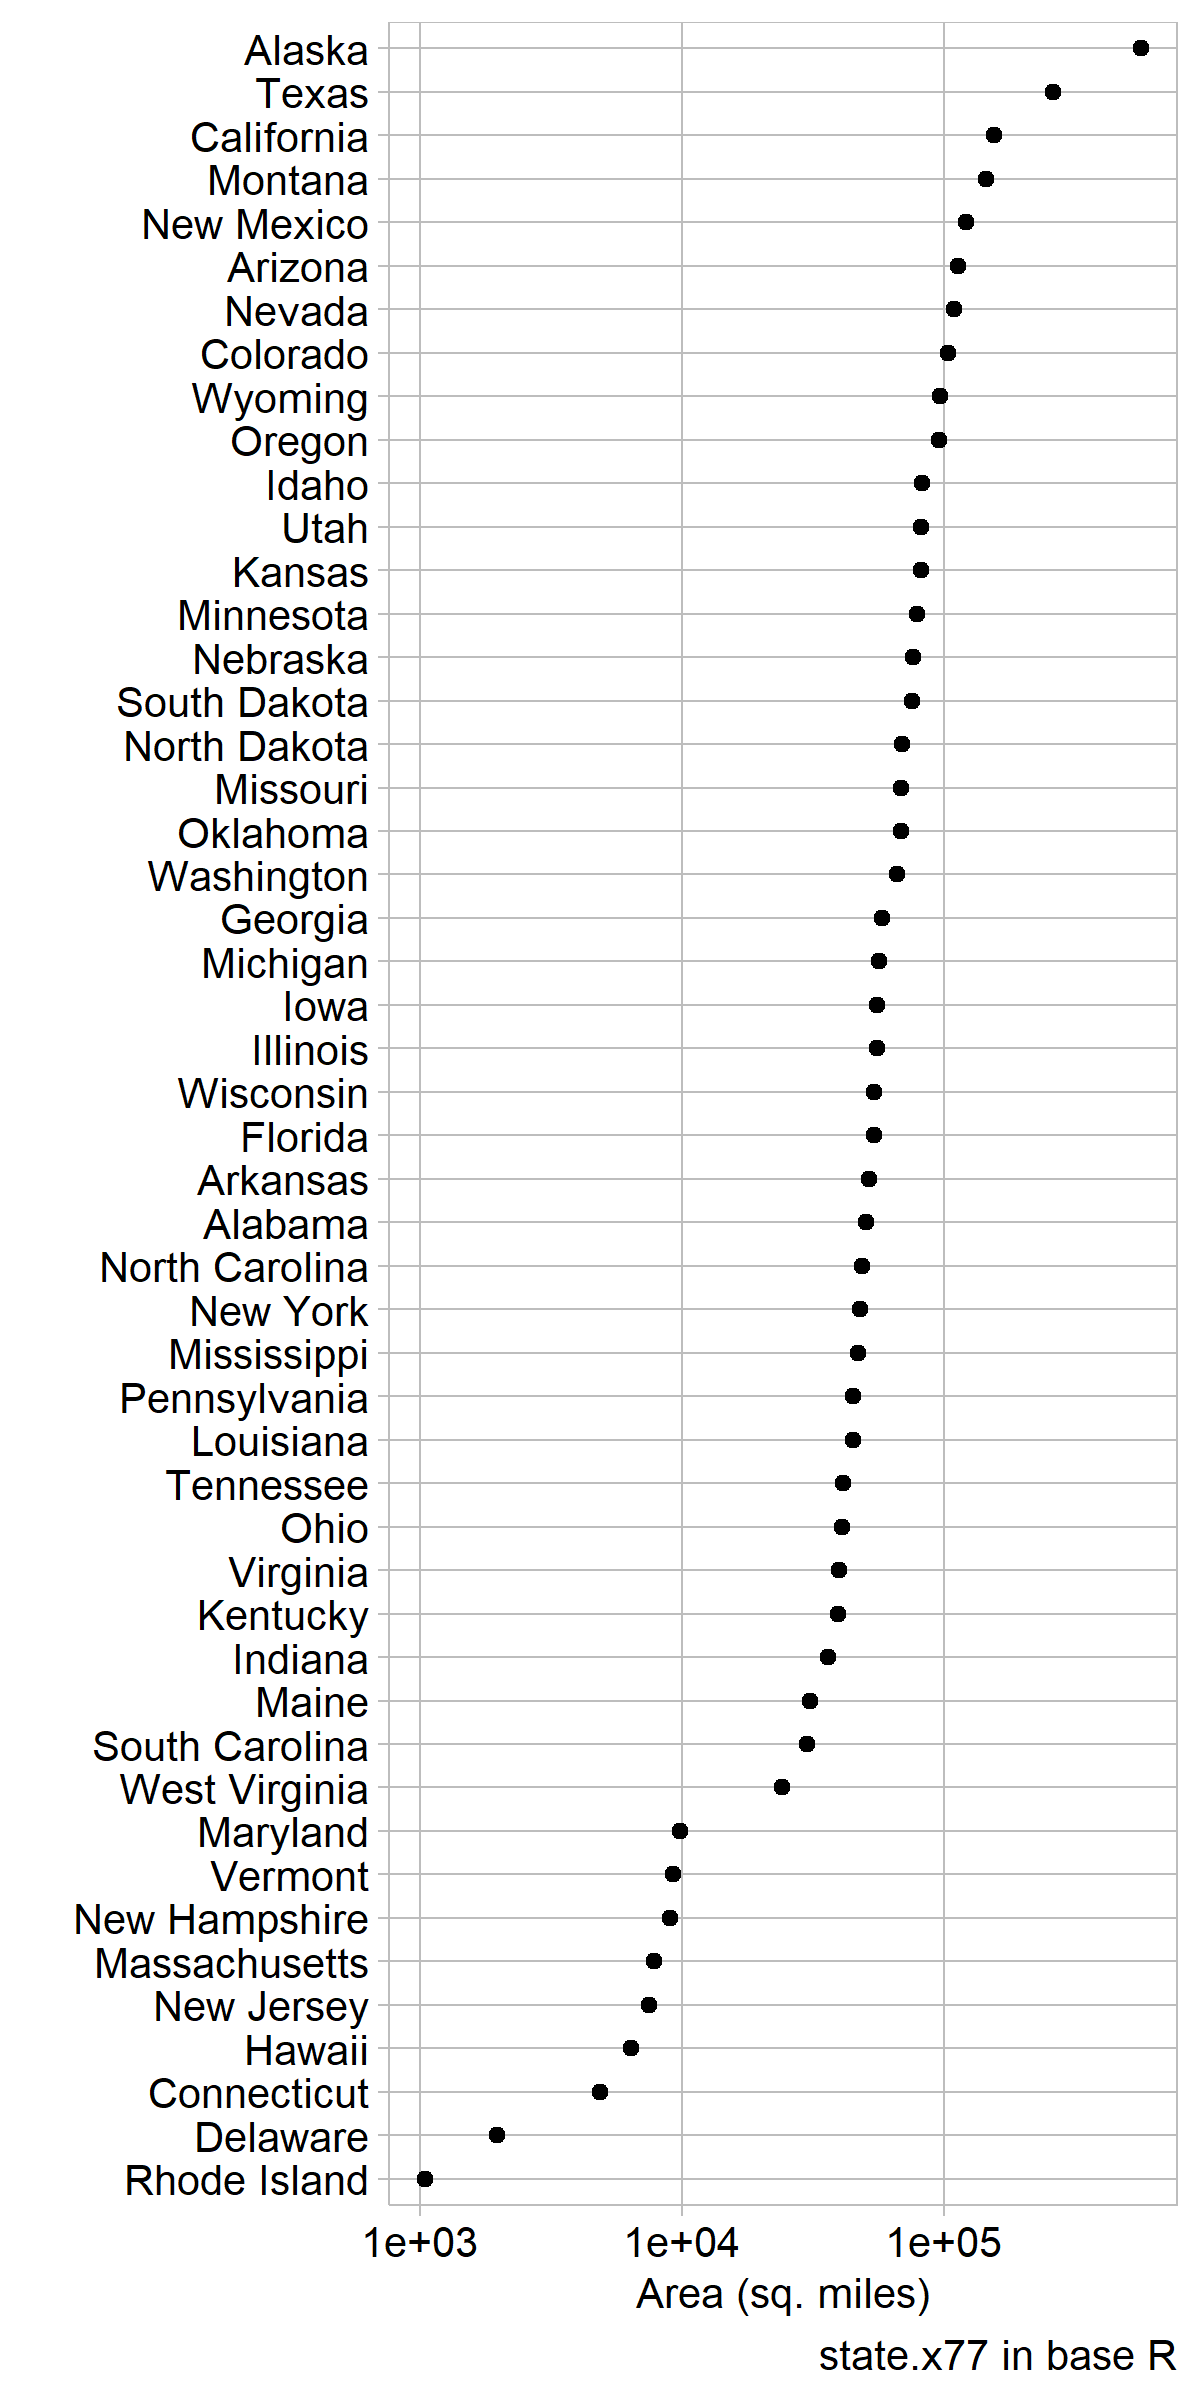 Alaska
Texas
California
Montana
New Mexico
Arizona
Nevada
Colorado
Wyoming
Oregon
Idaho
Utah
Kansas
Minnesota
Nebraska
South Dakota
North Dakota
Missouri
Oklahoma
Washington
Georgia
Michigan
Iowa
Illinois
Wisconsin
Florida
Arkansas
Alabama
North Carolina
New York
Mississippi
Pennsylvania
Louisiana
Tennessee
Ohio
Virginia
Kentucky
Indiana
Maine
South Carolina
West Virginia
Maryland
Vermont
New Hampshire
Massachusetts
New Jersey
Hawaii
Connecticut
Delaware
Rhode Island
1e+03 1e+04 1e+05
Area (sq. miles)
state.x77 in base R